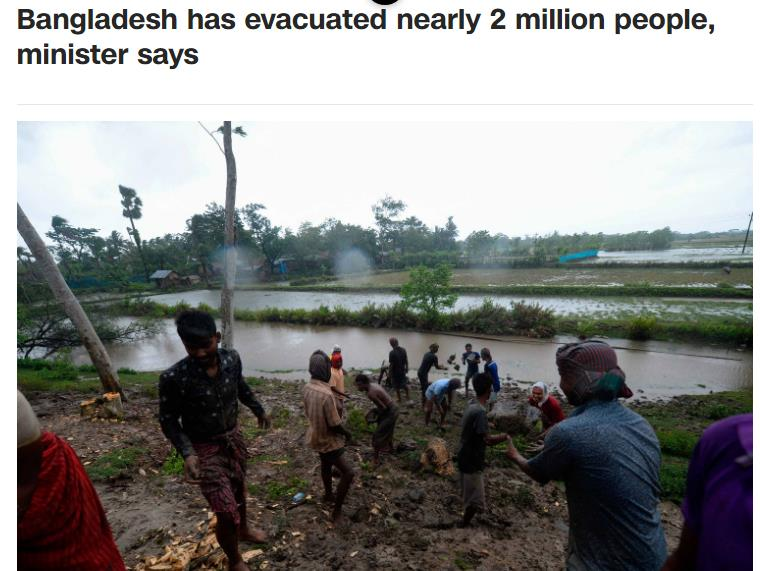 Bangladesh has evacuated nearly 2 million people,
minister says